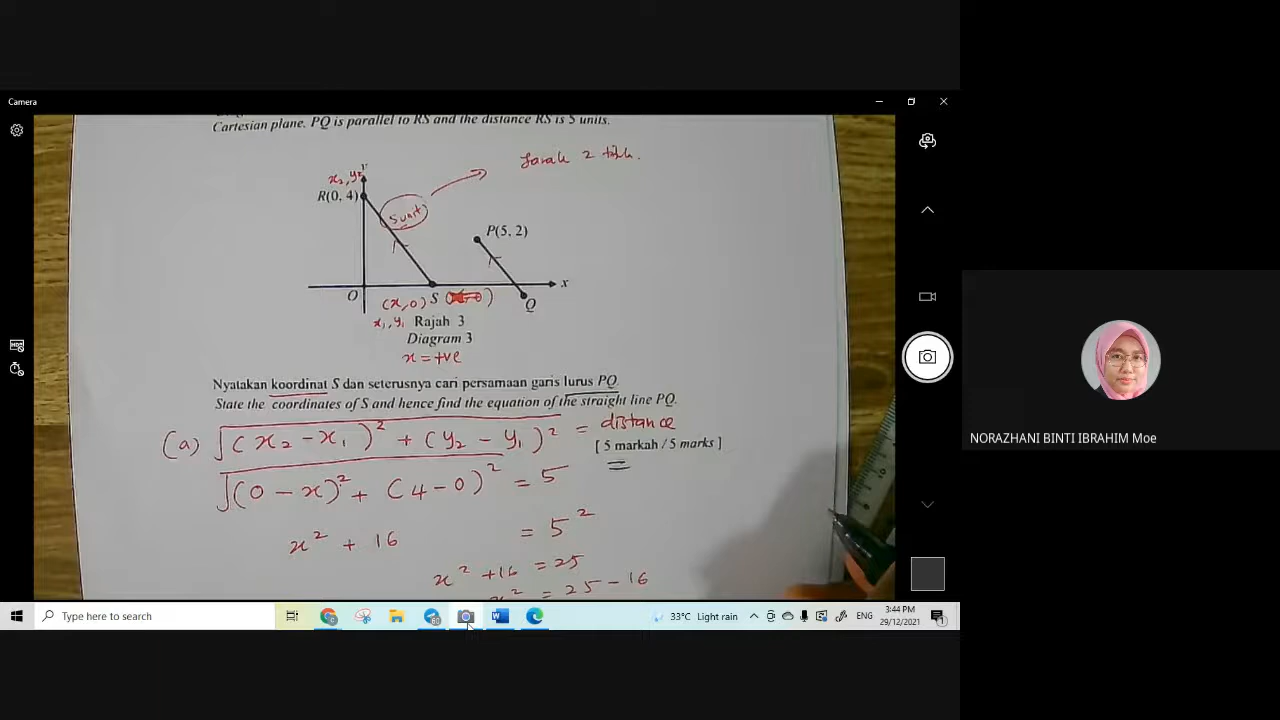 Camera
Cartesian plane. PQ is parallel to RS and the distance RS is 5 units.
Jarak 2 titik.
x₂, y₂
y
R(0, 4)
5 unit
P(5, 2)
x
O
(x, 0) S
Q
x₁, y₁ Rajah 3
Diagram 3
x = +ve
Nyatakan koordinat S dan seterusnya cari persamaan garis lurus PQ.
State the coordinates of S and hence find the equation of the straight line PQ.
(a) √(x₂ - x₁)² + (y₂ - y₁)² = distance
[ 5 markah / 5 marks ]
√(0 - x)² + (4 - 0)² = 5
x² + 16 = 5²
x² + 16 = 25
x² = 25 - 16
NORAZHANI BINTI IBRAHIM Moe
Type here to search
33°C Light rain
ENG
3:44 PM
29/12/2021